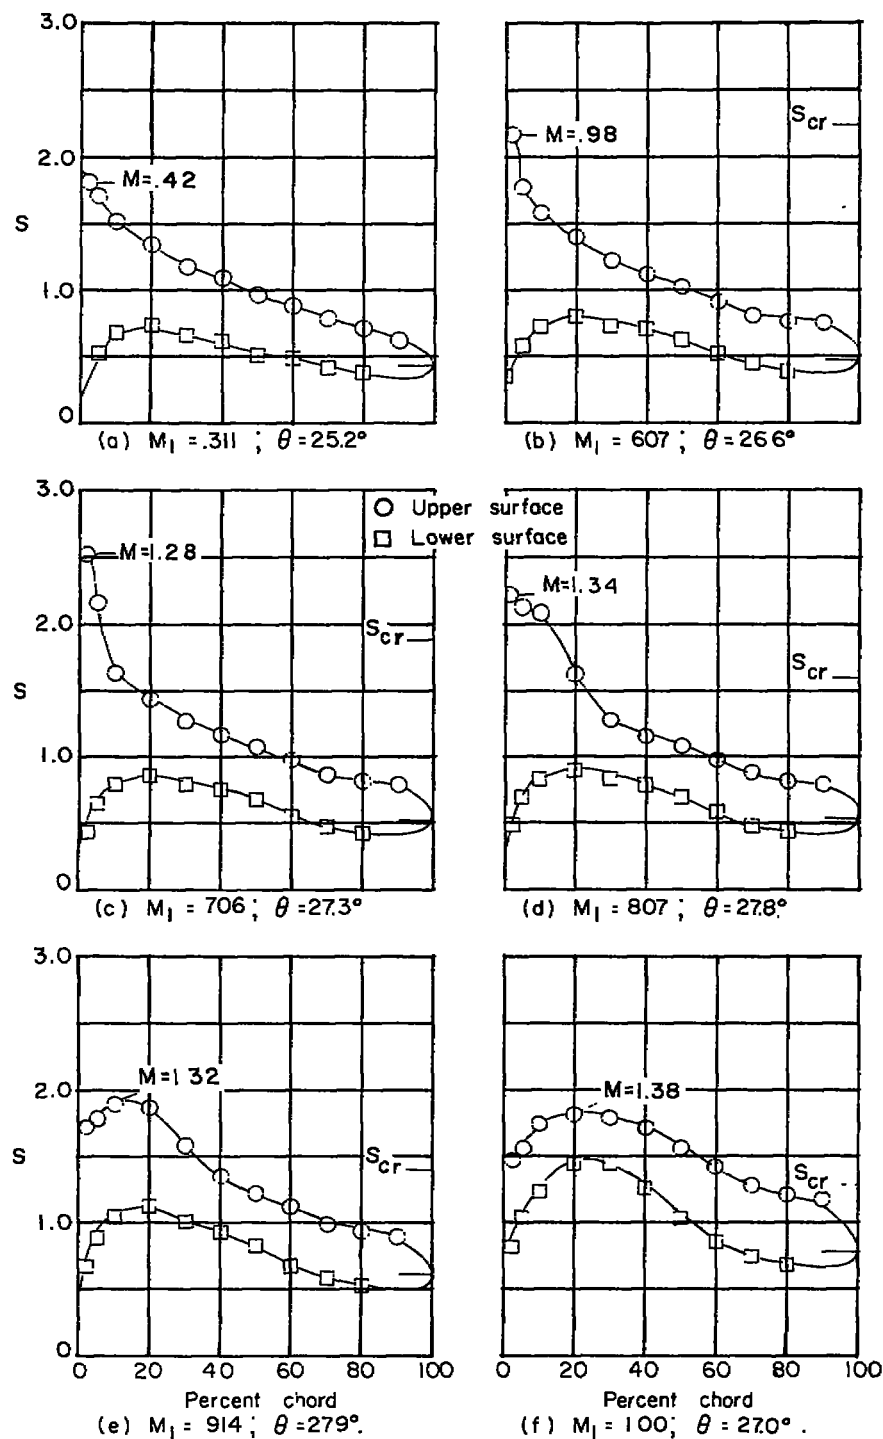 3.0
2.0
S
1.0
0
M=.42
(a) M1 = .311 ; θ = 25.2°
M= .98
Scr
(b) M1 = 607 ; θ = 26 6°
3.0
2.0
S
1.0
0
M=1.28
Scr
(c) M1 = 706 ; θ = 27.3°
○ Upper surface
□ Lower surface
M=1.34
Scr
(d) M1 = 807 ; θ = 27.8°.
3.0
2.0
S
1.0
0
M=1 32
Scr
0 20 40 60 80 100
Percent chord
(e) M1 = 914 ; θ = 279°.
M=1.38
Scr
0 20 40 60 80 100
Percent chord
(f) M1 = 1 00 ; θ = 27.0° .